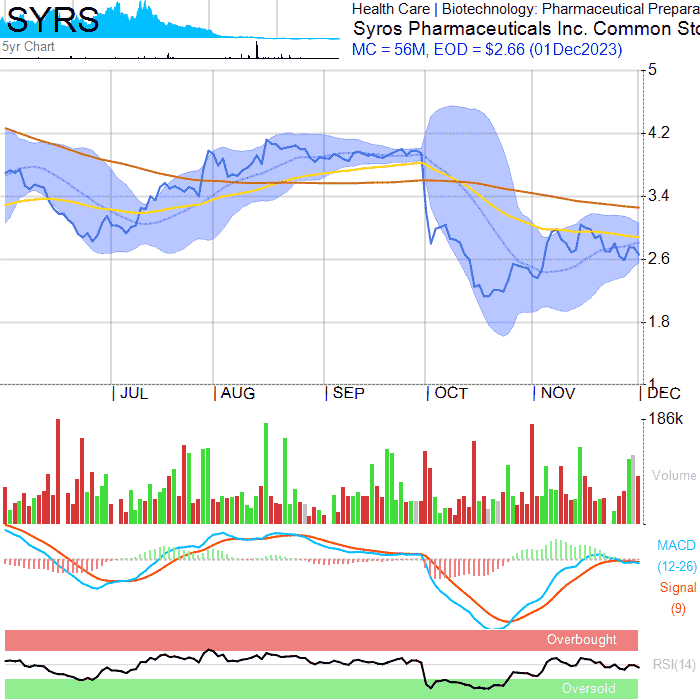 SYRS
5yr Chart
Health Care | Biotechnology: Pharmaceutical Prepara
Syros Pharmaceuticals Inc. Common Sto
MC = 56M, EOD = $2.66 (01Dec2023)
5
4.2
3.4
2.6
1.8
1
JUL AUG SEP OCT NOV DEC
186k
Volume
MACD
(12-26)
Signal
(9)
Overbought
RSI(14)
Oversold